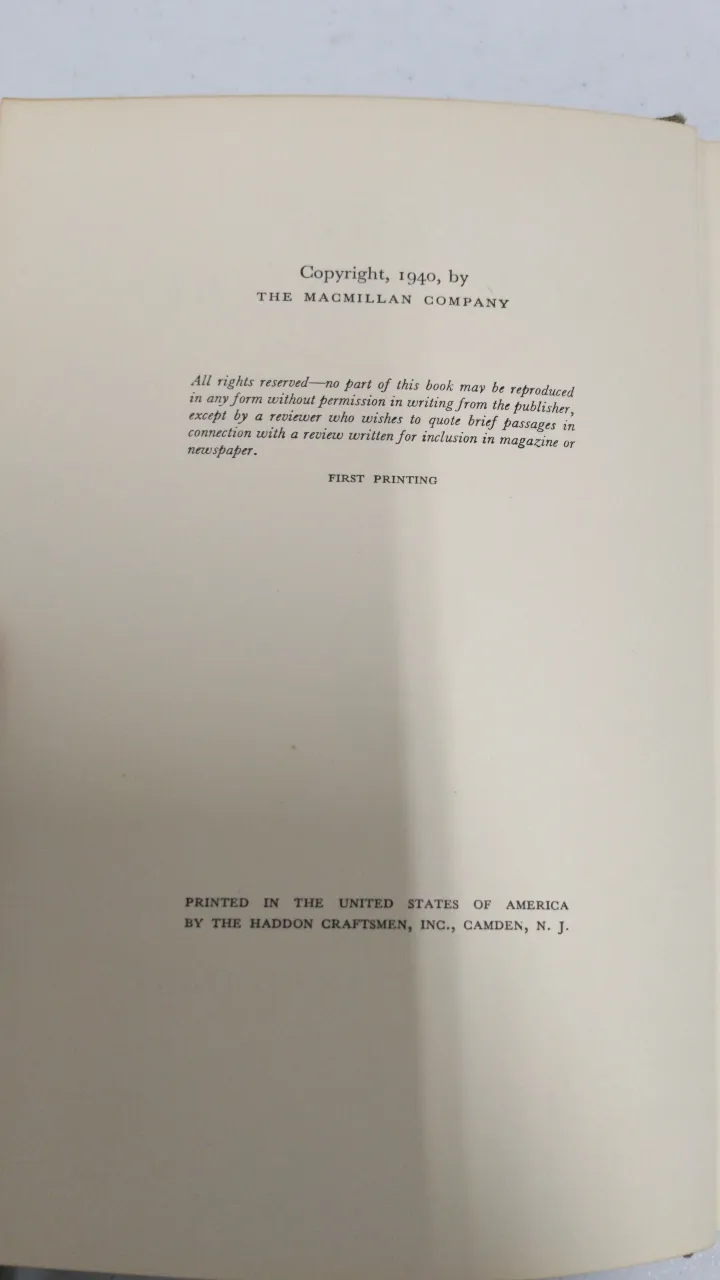 Copyright, 1940, by
THE MACMILLAN COMPANY
All rights reserved—no part of this book may be reproduced
in any form without permission in writing from the publisher,
except by a reviewer who wishes to quote brief passages in
connection with a review written for inclusion in magazine or
newspaper.
FIRST PRINTING
PRINTED IN THE UNITED STATES OF AMERICA
BY THE HADDON CRAFTSMEN, INC., CAMDEN, N. J.